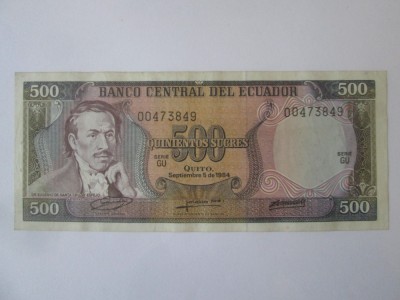 500 BANCO CENTRAL DEL ECUADOR 500
00473849 00473849
500
QUINIENTOS SUCRES
SERIE GU
SERIE GU
QUITO,
Septiembre 5 de 1984
500 500